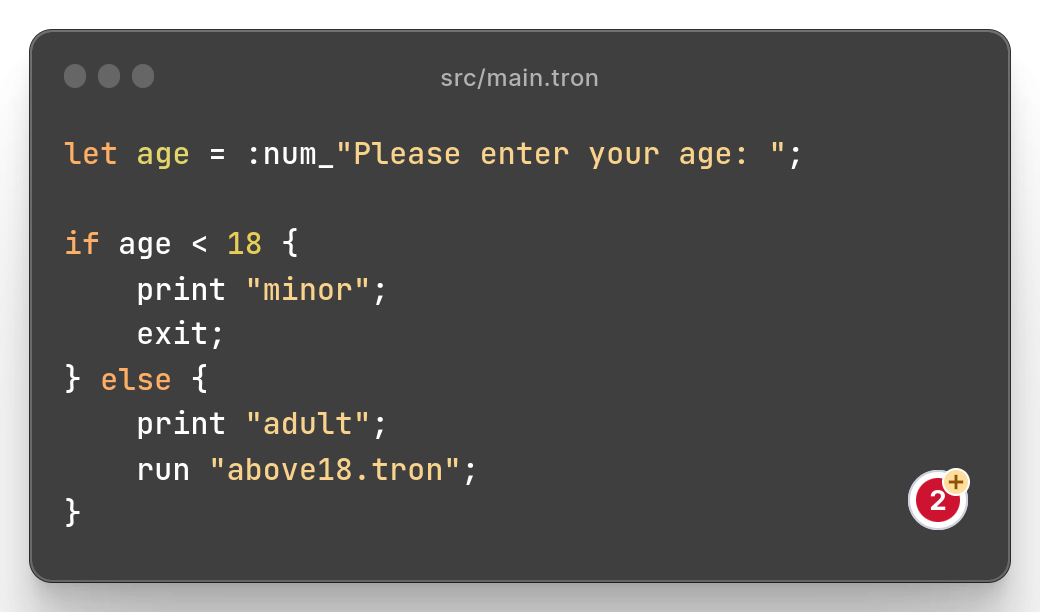 src/main.tron
let age = :num_"Please enter your age: ";
if age < 18 {
    print "minor";
    exit;
} else {
    print "adult";
    run "above18.tron";
}
2
+